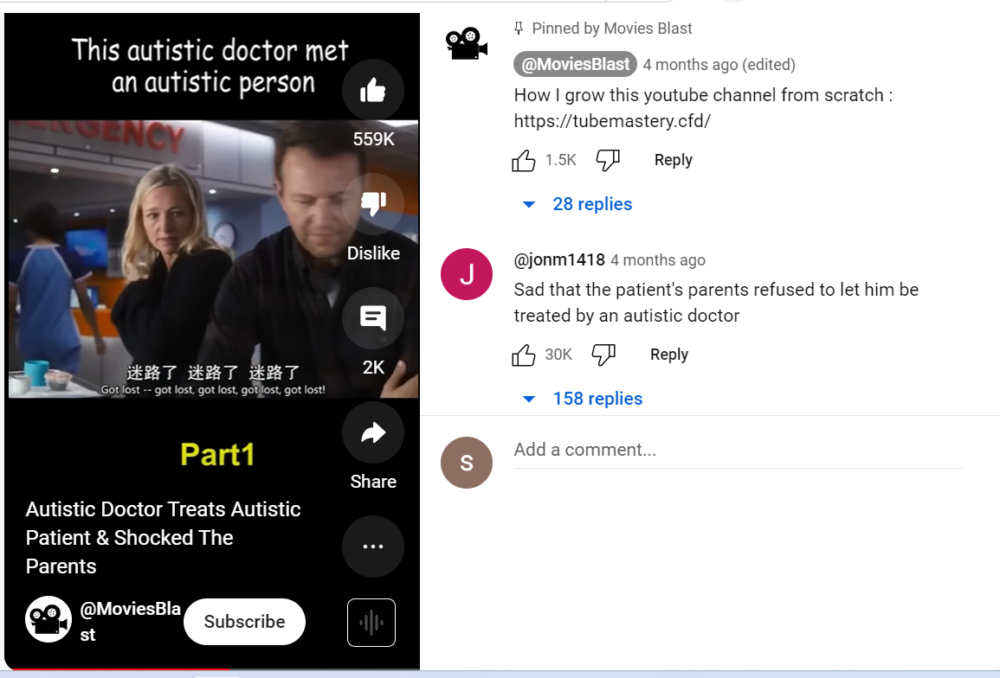 This autistic doctor met
an autistic person
EMERGENCY
559K
Dislike
迷路了 迷路了 迷路了
Got lost -- got lost, got lost, got lost, got lost!
2K
Part1
Share
Autistic Doctor Treats Autistic
Patient & Shocked The
Parents
@MoviesBla
st
Subscribe
Pinned by Movies Blast
@MoviesBlast 4 months ago (edited)
How I grow this youtube channel from scratch :
https://tubemastery.cfd/
1.5K Reply
28 replies
J
@jonm1418 4 months ago
Sad that the patient's parents refused to let him be
treated by an autistic doctor
30K Reply
158 replies
S
Add a comment...